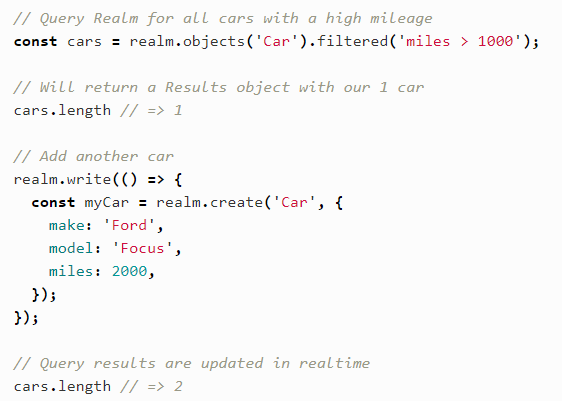 // Query Realm for all cars with a high mileage
const cars = realm.objects('Car').filtered('miles > 1000');

// Will return a Results object with our 1 car
cars.length // => 1

// Add another car
realm.write(() => {
  const myCar = realm.create('Car', {
    make: 'Ford',
    model: 'Focus',
    miles: 2000,
  });
});

// Query results are updated in realtime
cars.length // => 2